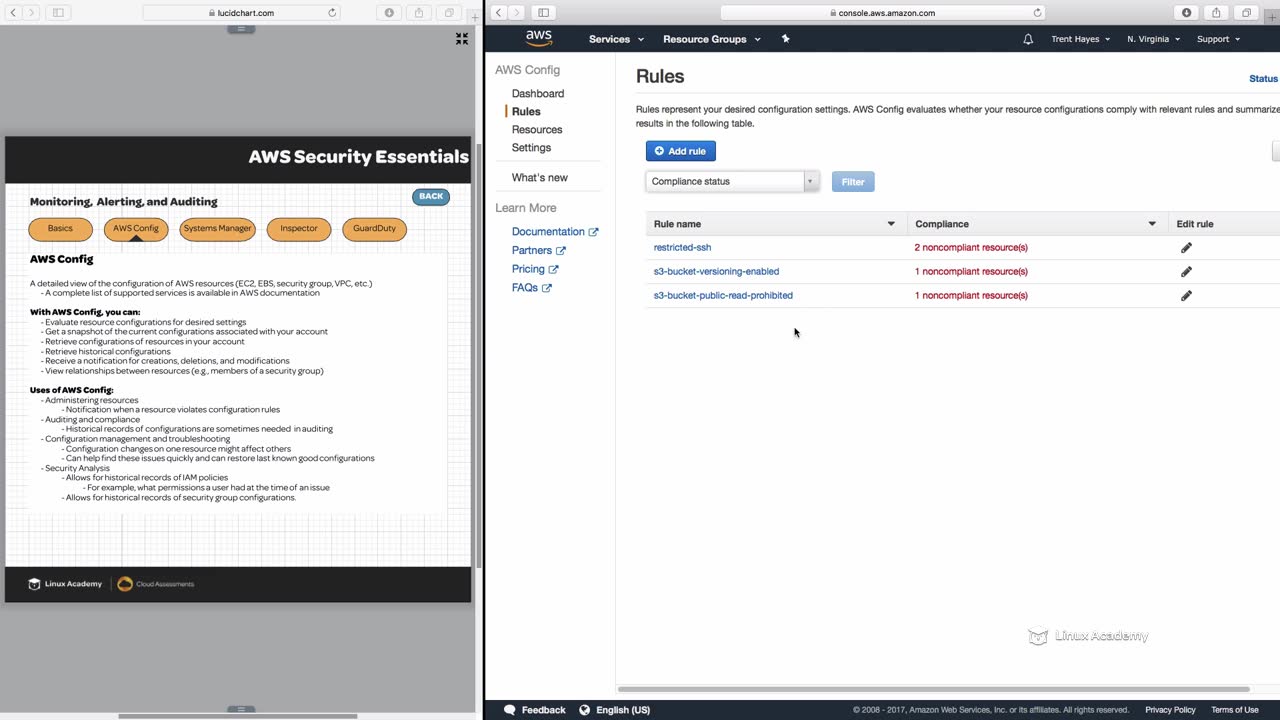 lucidchart.com
AWS Security Essentials
BACK
Monitoring, Alerting, and Auditing
Basics
AWS Config
Systems Manager
Inspector
GuardDuty
AWS Config
A detailed view of the configuration of AWS resources (EC2, EBS, security group, VPC, etc.)
- A complete list of supported services is available in AWS documentation
With AWS Config, you can:
- Evaluate resource configurations for desired settings
- Get a snapshot of the current configurations associated with your account
- Retrieve configurations of resources in your account
- Retrieve historical configurations
- Receive a notification for creations, deletions, and modifications
- View relationships between resources (e.g., members of a security group)
Uses of AWS Config:
- Administering resources
- Notification when a resource violates configuration rules
- Auditing and compliance
- Historical records of configurations are sometimes needed in auditing
- Configuration management and troubleshooting
- Configuration changes on one resource might affect others
- Can help find these issues quickly and can restore last known good configurations
- Security Analysis
- Allows for historical records of IAM policies
- For example, what permissions a user had at the time of an issue
- Allows for historical records of security group configurations.
Linux Academy
Cloud Assessments
console.aws.amazon.com
aws
Services
Resource Groups
Trent Hayes
N. Virginia
Support
AWS Config
Dashboard
Rules
Resources
Settings
What's new
Learn More
Documentation
Partners
Pricing
FAQs
Rules
Status
Rules represent your desired configuration settings. AWS Config evaluates whether your resource configurations comply with relevant rules and summarize
results in the following table.
Add rule
Compliance status
Filter
Rule name Compliance Edit rule
restricted-ssh 2 noncompliant resource(s)
s3-bucket-versioning-enabled 1 noncompliant resource(s)
s3-bucket-public-read-prohibited 1 noncompliant resource(s)
Linux Academy
Feedback
English (US)
© 2008 - 2017, Amazon Web Services, Inc. or its affiliates. All rights reserved.
Privacy Policy
Terms of Use